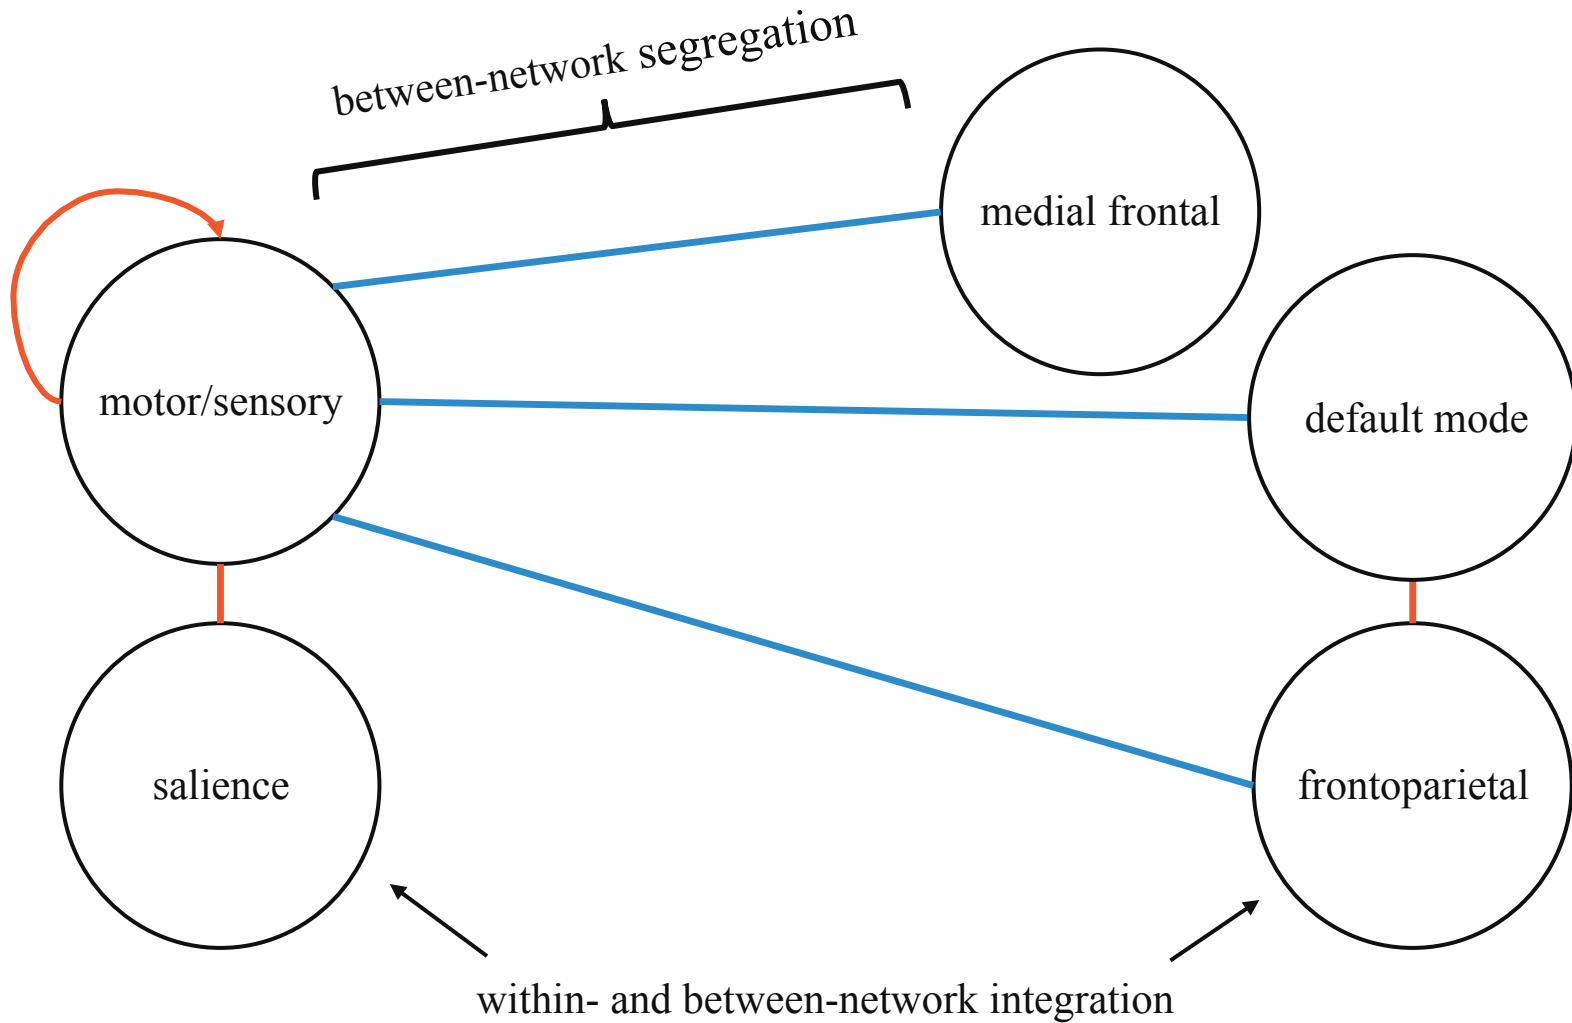 between-network segregation
medial frontal
motor/sensory
default mode
salience
frontoparietal
within- and between-network integration